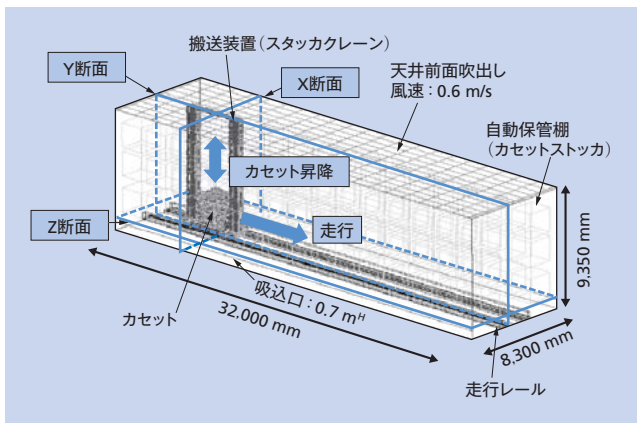 搬送装置（スタッカクレーン）
Y断面
X断面
天井前面吹出し
風速：0.6 m/s
自動保管棚
（カセットストッカ）
カセット昇降
Z断面
走行
9,350 mm
吸込口：0.7 mᴴ
カセット
32.000 mm
8,300 mm
走行レール